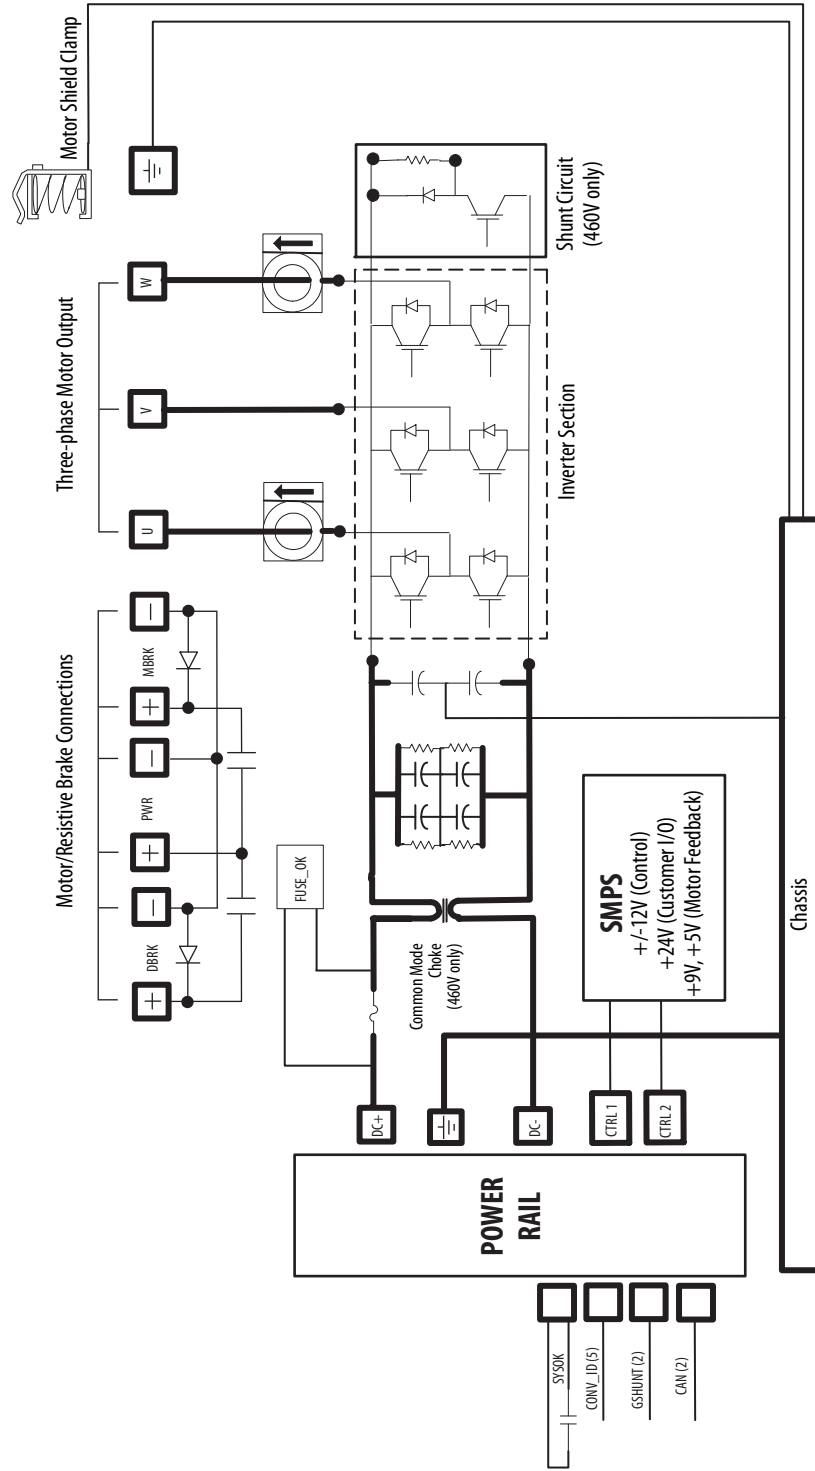 Motor/Resistive Brake Connections
DBRK
PWR
MBRK
+
−
+
−
+
−
Three-phase Motor Output
U
V
W
Motor Shield Clamp
FUSE_OK
DC+
DC-
Common Mode
Choke
(460V only)
Inverter Section
Shunt Circuit
(460V only)
POWER
RAIL
CTRL 1
CTRL 2
SMPS
+/-12V (Control)
+24V (Customer I/O)
+9V, +5V (Motor Feedback)
SYSOK
CONV_ID (5)
GSHUNT (2)
CAN (2)
Chassis